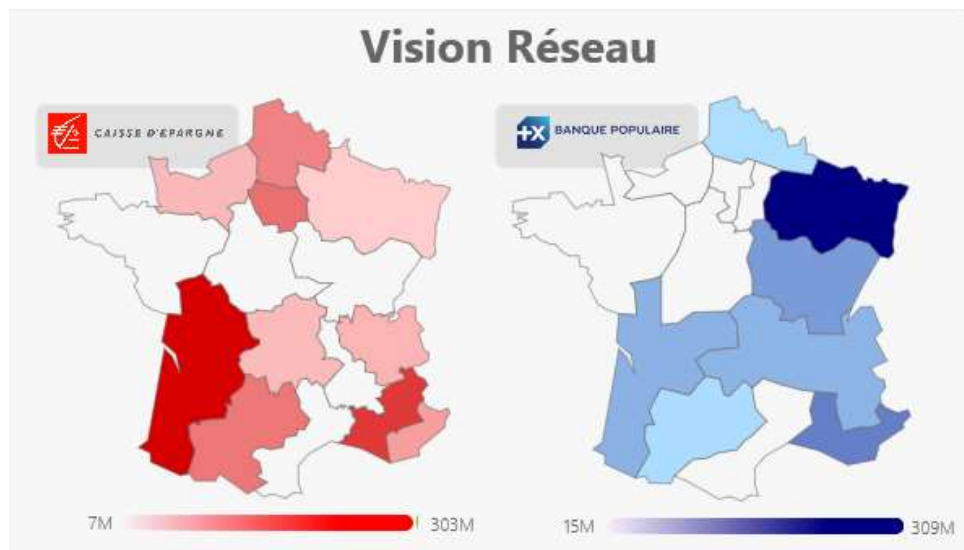 Vision Réseau
CAISSE D'EPARGNE
BANQUE POPULAIRE
7M
303M
15M
309M